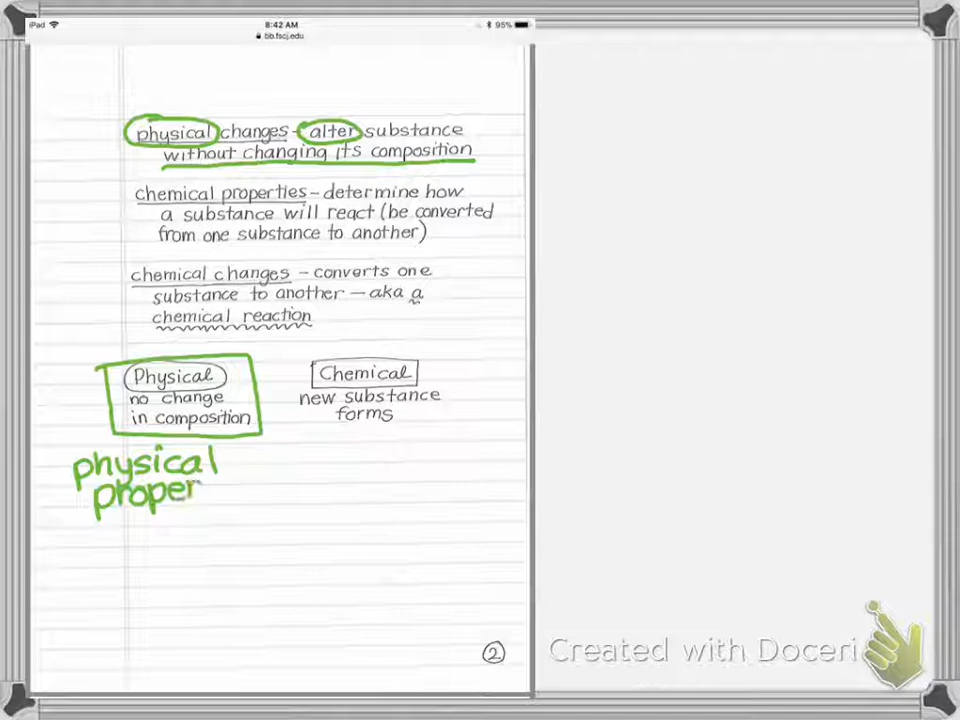 iPad 8:42 AM 95%
bb.fscj.edu
physical changes - alter substance
without changing its composition
chemical properties - determine how
a substance will react (be converted
from one substance to another)
chemical changes - converts one
substance to another - aka a
chemical reaction
Physical
no change
in composition
Chemical
new substance
forms
physical
proper
2
Created with Doceri